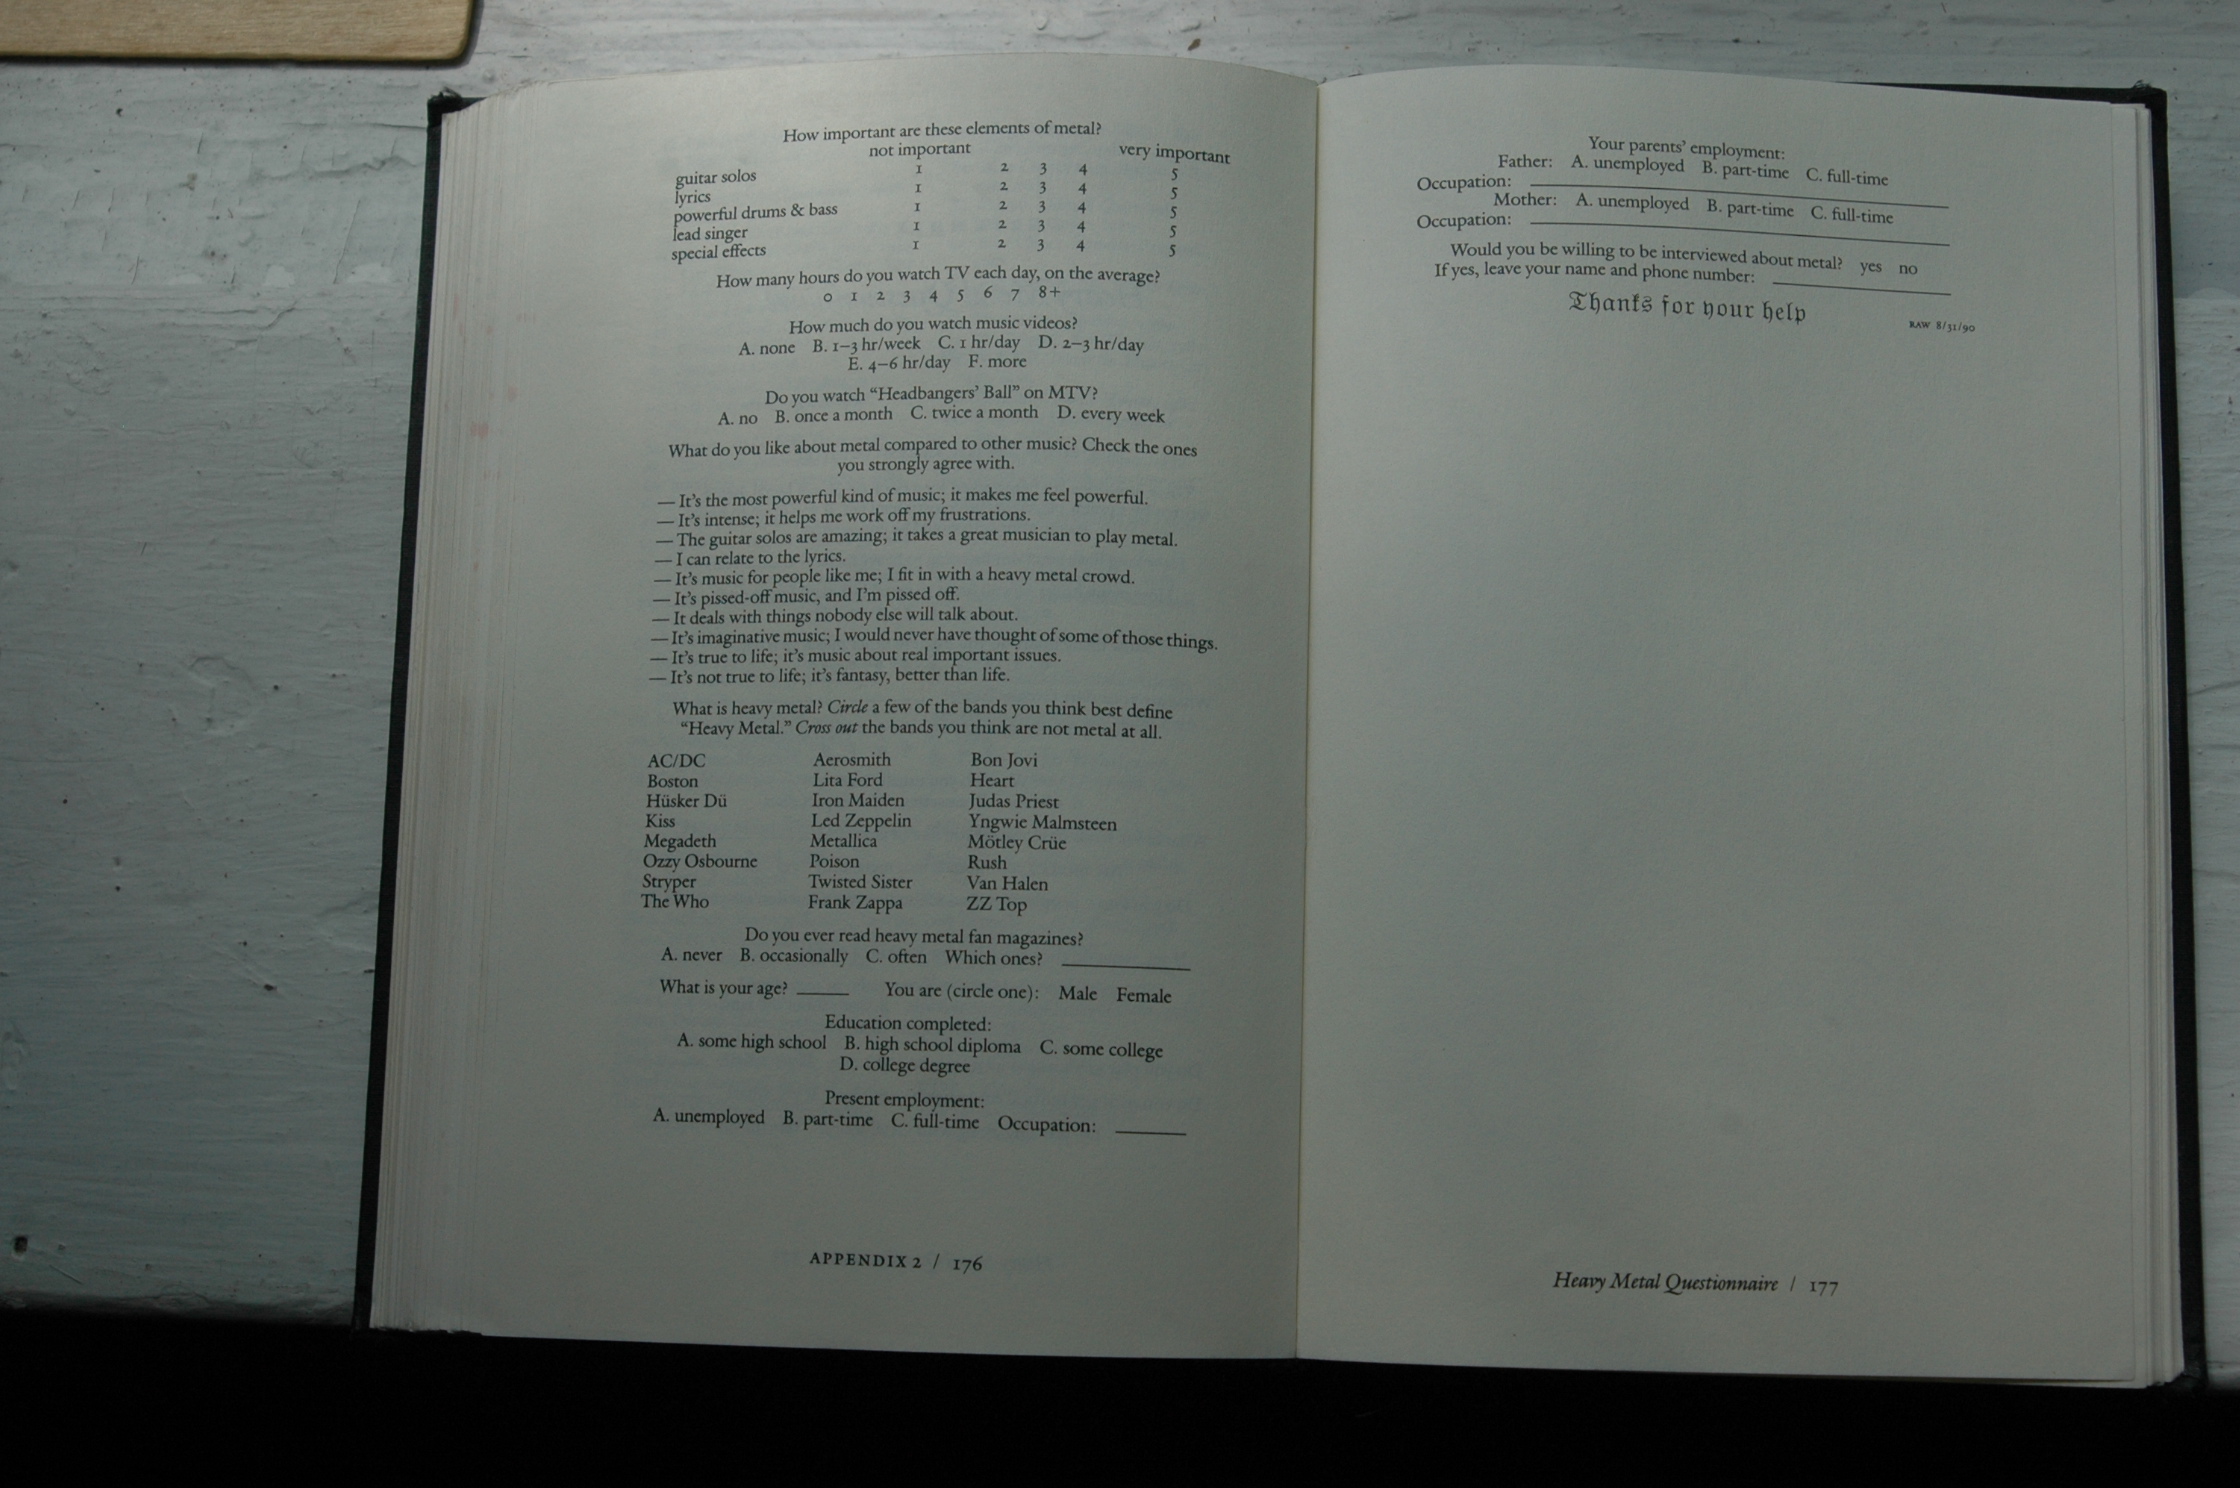 How important are these elements of metal?
not important very important
guitar solos 1 2 3 4 5
lyrics 1 2 3 4 5
powerful drums & bass 1 2 3 4 5
lead singer 1 2 3 4 5
special effects 1 2 3 4 5
How many hours do you watch TV each day, on the average?
0 1 2 3 4 5 6 7 8+
How much do you watch music videos?
A. none B. 1–3 hr/week C. 1 hr/day D. 2–3 hr/day
E. 4–6 hr/day F. more
Do you watch “Headbangers’ Ball” on MTV?
A. no B. once a month C. twice a month D. every week
What do you like about metal compared to other music? Check the ones
you strongly agree with.
— It’s the most powerful kind of music; it makes me feel powerful.
— It’s intense; it helps me work off my frustrations.
— The guitar solos are amazing; it takes a great musician to play metal.
— I can relate to the lyrics.
— It’s music for people like me; I fit in with a heavy metal crowd.
— It’s pissed-off music, and I’m pissed off.
— It deals with things nobody else will talk about.
— It’s imaginative music; I would never have thought of some of those things.
— It’s true to life; it’s music about real important issues.
— It’s not true to life; it’s fantasy, better than life.
What is heavy metal? Circle a few of the bands you think best define
“Heavy Metal.” Cross out the bands you think are not metal at all.
AC/DC Aerosmith Bon Jovi
Boston Lita Ford Heart
Hüsker Dü Iron Maiden Judas Priest
Kiss Led Zeppelin Yngwie Malmsteen
Megadeth Metallica Mötley Crüe
Ozzy Osbourne Poison Rush
Stryper Twisted Sister Van Halen
The Who Frank Zappa ZZ Top
Do you ever read heavy metal fan magazines?
A. never B. occasionally C. often Which ones? ______
What is your age? ____ You are (circle one): Male Female
Education completed:
A. some high school B. high school diploma C. some college
D. college degree
Present employment:
A. unemployed B. part-time C. full-time Occupation: ____
APPENDIX 2 / 176
Your parents’ employment:
Father: A. unemployed B. part-time C. full-time
Occupation: ______
Mother: A. unemployed B. part-time C. full-time
Occupation: ______
Would you be willing to be interviewed about metal? yes no
If yes, leave your name and phone number: ______
Thanks for your help
RAW 8/31/90
Heavy Metal Questionnaire / 177